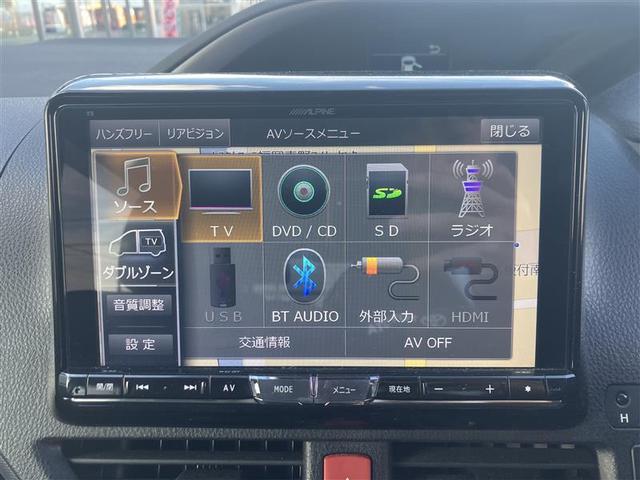 ALPINE
ハンズフリー リアビジョン AVソースメニュー 閉じる
ソース
TV DVD / CD SD ラジオ
TV
ダブルゾーン
USB BT AUDIO 外部入力 HDMI
音質調整
設定 交通情報 AV OFF
開/閉 AV MODE メニュー 現在地 − +
H